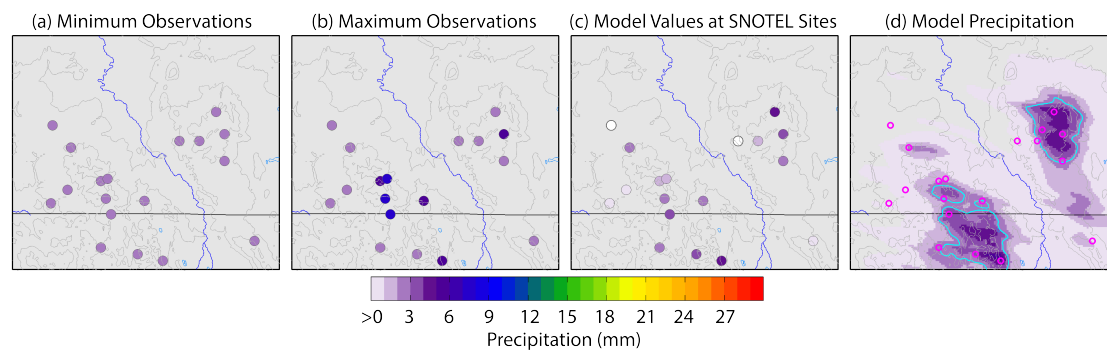 (a) Minimum Observations (b) Maximum Observations (c) Model Values at SNOTEL Sites (d) Model Precipitation
>0 3 6 9 12 15 18 21 24 27
Precipitation (mm)